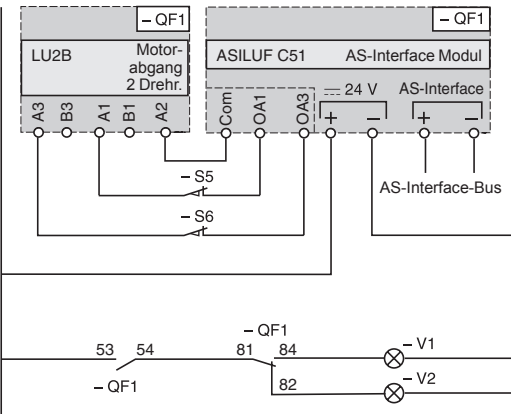 – QF1
– QF1
LU2B
Motor-
abgang
2 Drehr.
ASILUF C51
AS-Interface Modul
A3
B3
A1
B1
A2
Com
OA1
OA3
24 V
AS-Interface
+
–
+
–
– S5
AS-Interface-Bus
– S6
– QF1
53
54
81
84
– V1
– QF1
82
– V2